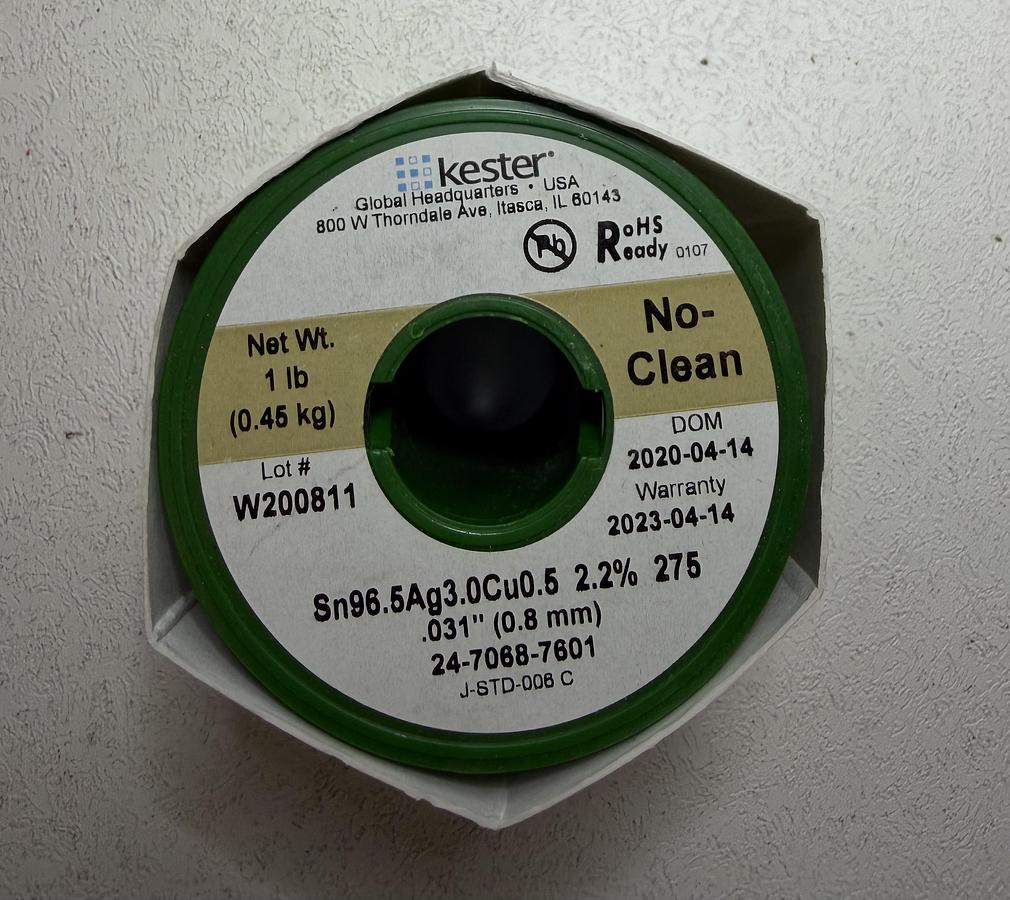 kester
Global Headquarters • USA
800 W Thorndale Ave, Itasca, IL 60143
Pb
RoHS
Ready 0107
Net Wt.
1 lb
(0.45 kg)
No-
Clean
Lot #
W200811
DOM
2020-04-14
Warranty
2023-04-14
Sn96.5Ag3.0Cu0.5 2.2% 275
.031" (0.8 mm)
24-7068-7601
J-STD-006 C